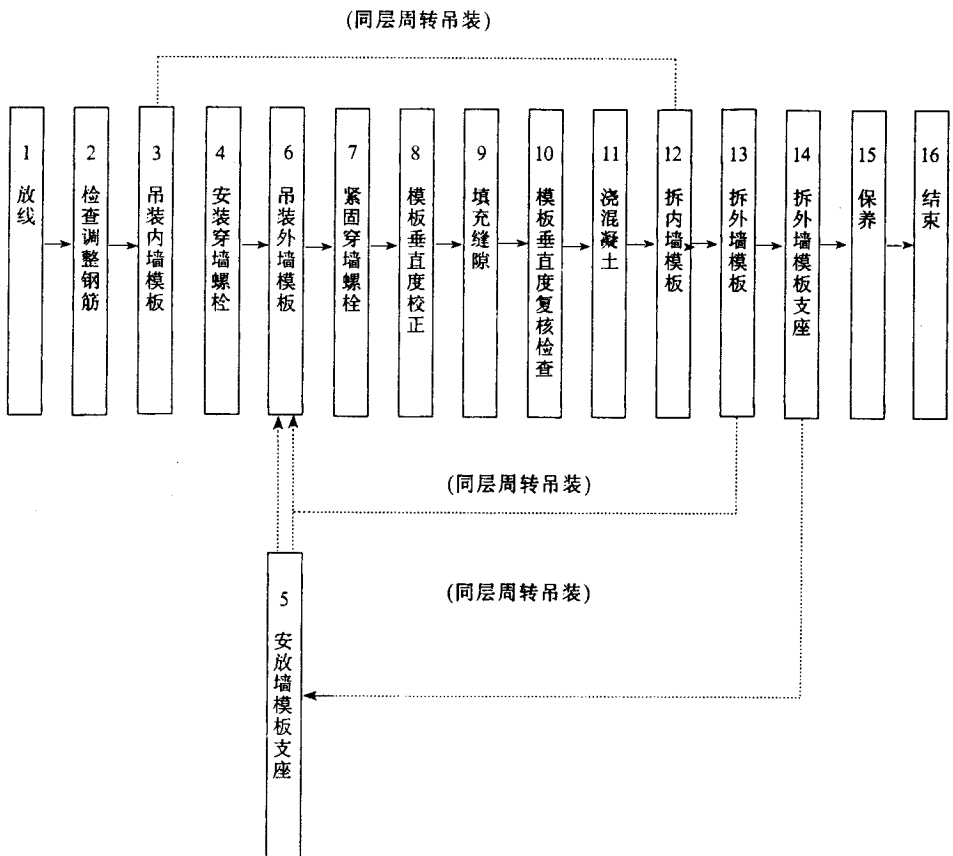 (同层周转吊装)
1 放线
2 检查调整钢筋
3 吊装内墙模板
4 安装穿墙螺栓
6 吊装外墙模板
7 紧固穿墙螺栓
8 模板垂直度校正
9 填充缝隙
10 模板垂直度复核检查
11 浇混凝土
12 拆内墙模板
13 拆外墙模板
14 拆外墙模板支座
15 保养
16 结束
(同层周转吊装)
(同层周转吊装)
5 安放墙模板支座